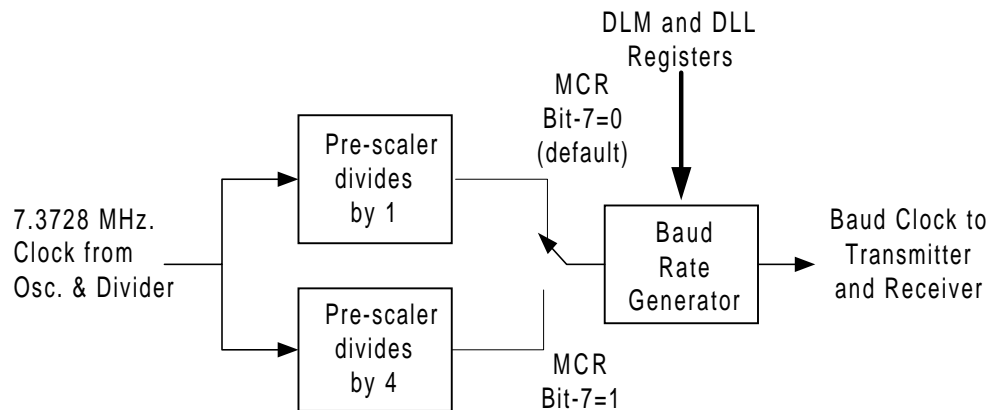 DLM and DLL
Registers
MCR
Bit-7=0
(default)
Pre-scaler
divides
by 1
7.3728 MHz.
Clock from
Osc. & Divider
Baud
Rate
Generator
Baud Clock to
Transmitter
and Receiver
Pre-scaler
divides
by 4
MCR
Bit-7=1